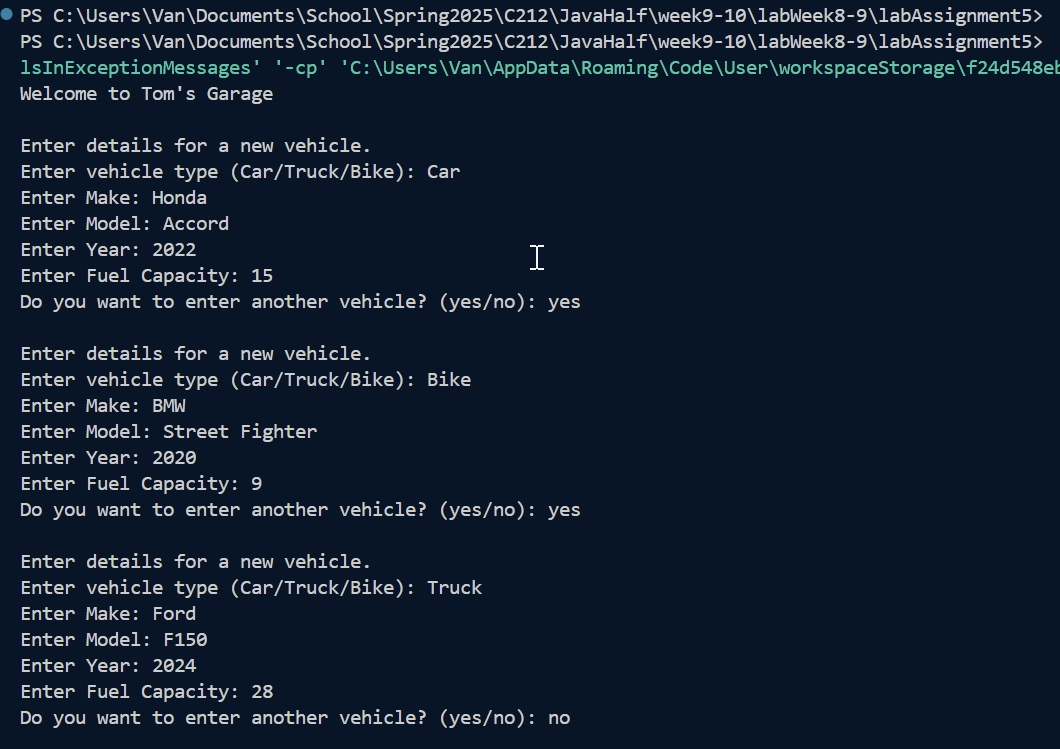 PS C:\Users\Van\Documents\School\Spring2025\C212\JavaHalf\week9-10\labWeek8-9\labAssignment5>
PS C:\Users\Van\Documents\School\Spring2025\C212\JavaHalf\week9-10\labWeek8-9\labAssignment5>
lsInExceptionMessages' '-cp' 'C:\Users\Van\AppData\Roaming\Code\User\workspaceStorage\f24d548eb
Welcome to Tom's Garage
Enter details for a new vehicle.
Enter vehicle type (Car/Truck/Bike): Car
Enter Make: Honda
Enter Model: Accord
Enter Year: 2022
Enter Fuel Capacity: 15
Do you want to enter another vehicle? (yes/no): yes
Enter details for a new vehicle.
Enter vehicle type (Car/Truck/Bike): Bike
Enter Make: BMW
Enter Model: Street Fighter
Enter Year: 2020
Enter Fuel Capacity: 9
Do you want to enter another vehicle? (yes/no): yes
Enter details for a new vehicle.
Enter vehicle type (Car/Truck/Bike): Truck
Enter Make: Ford
Enter Model: F150
Enter Year: 2024
Enter Fuel Capacity: 28
Do you want to enter another vehicle? (yes/no): no